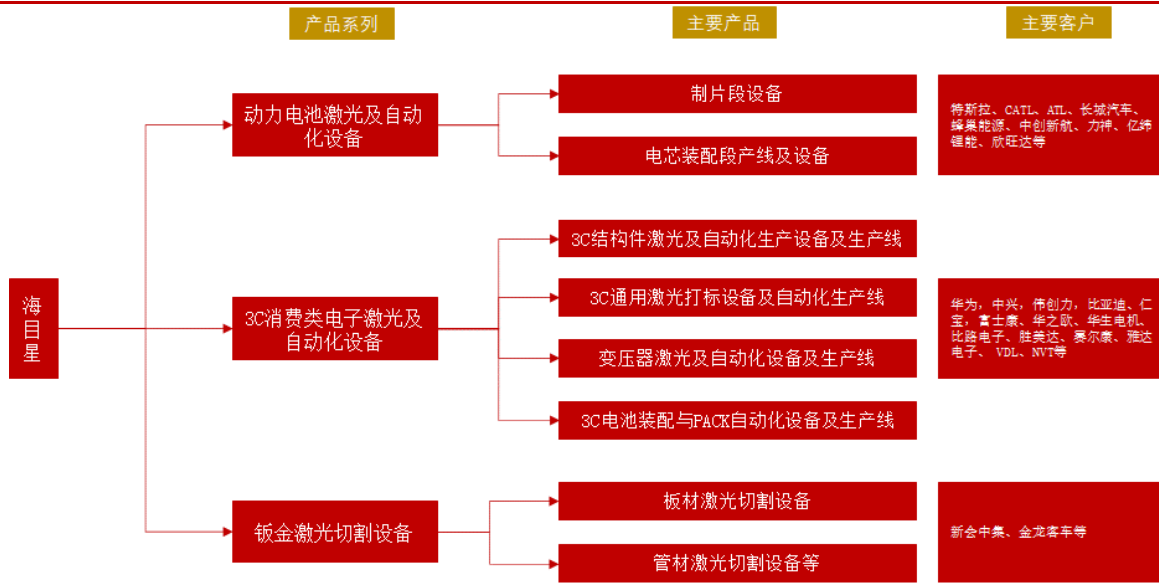 产品系列
主要产品
主要客户
海
目
星
动力电池激光及自动
化设备
制片段设备
电芯装配段产线及设备
特斯拉、CATL、ATL、长城汽车、
蜂巢能源、中创新航、力神、亿纬
锂能、欣旺达等
3C消费类电子激光及
自动化设备
3C结构件激光及自动化生产设备及生产线
3C通用激光打标设备及自动化生产线
变压器激光及自动化设备及生产线
3C电池装配与PACK自动化设备及生产线
华为，中兴，伟创力，比亚迪、仁
宝，富士康、华之欧、华生电机、
比路电子、胜美达、赛尔康、雅达
电子、 VDL、NVT等
钣金激光切割设备
板材激光切割设备
管材激光切割设备等
新会中集、金龙客车等